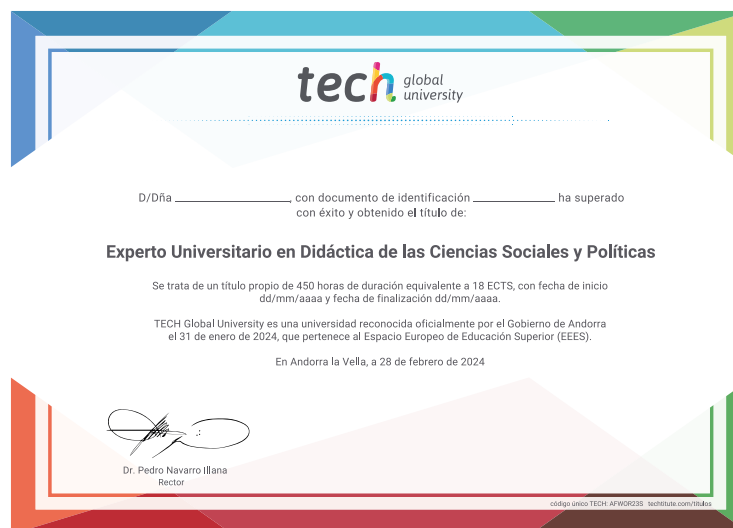 tech global university
D/Dña ________________, con documento de identificación ____________ ha superado
con éxito y obtenido el título de:
Experto Universitario en Didáctica de las Ciencias Sociales y Políticas
Se trata de un título propio de 450 horas de duración equivalente a 18 ECTS, con fecha de inicio
dd/mm/aaaa y fecha de finalización dd/mm/aaaa.
TECH Global University es una universidad reconocida oficialmente por el Gobierno de Andorra
el 31 de enero de 2024, que pertenece al Espacio Europeo de Educación Superior (EEES).
En Andorra la Vella, a 28 de febrero de 2024
Dr. Pedro Navarro Illana
Rector
código único TECH: AFWOR23S techtitute.com/titulos